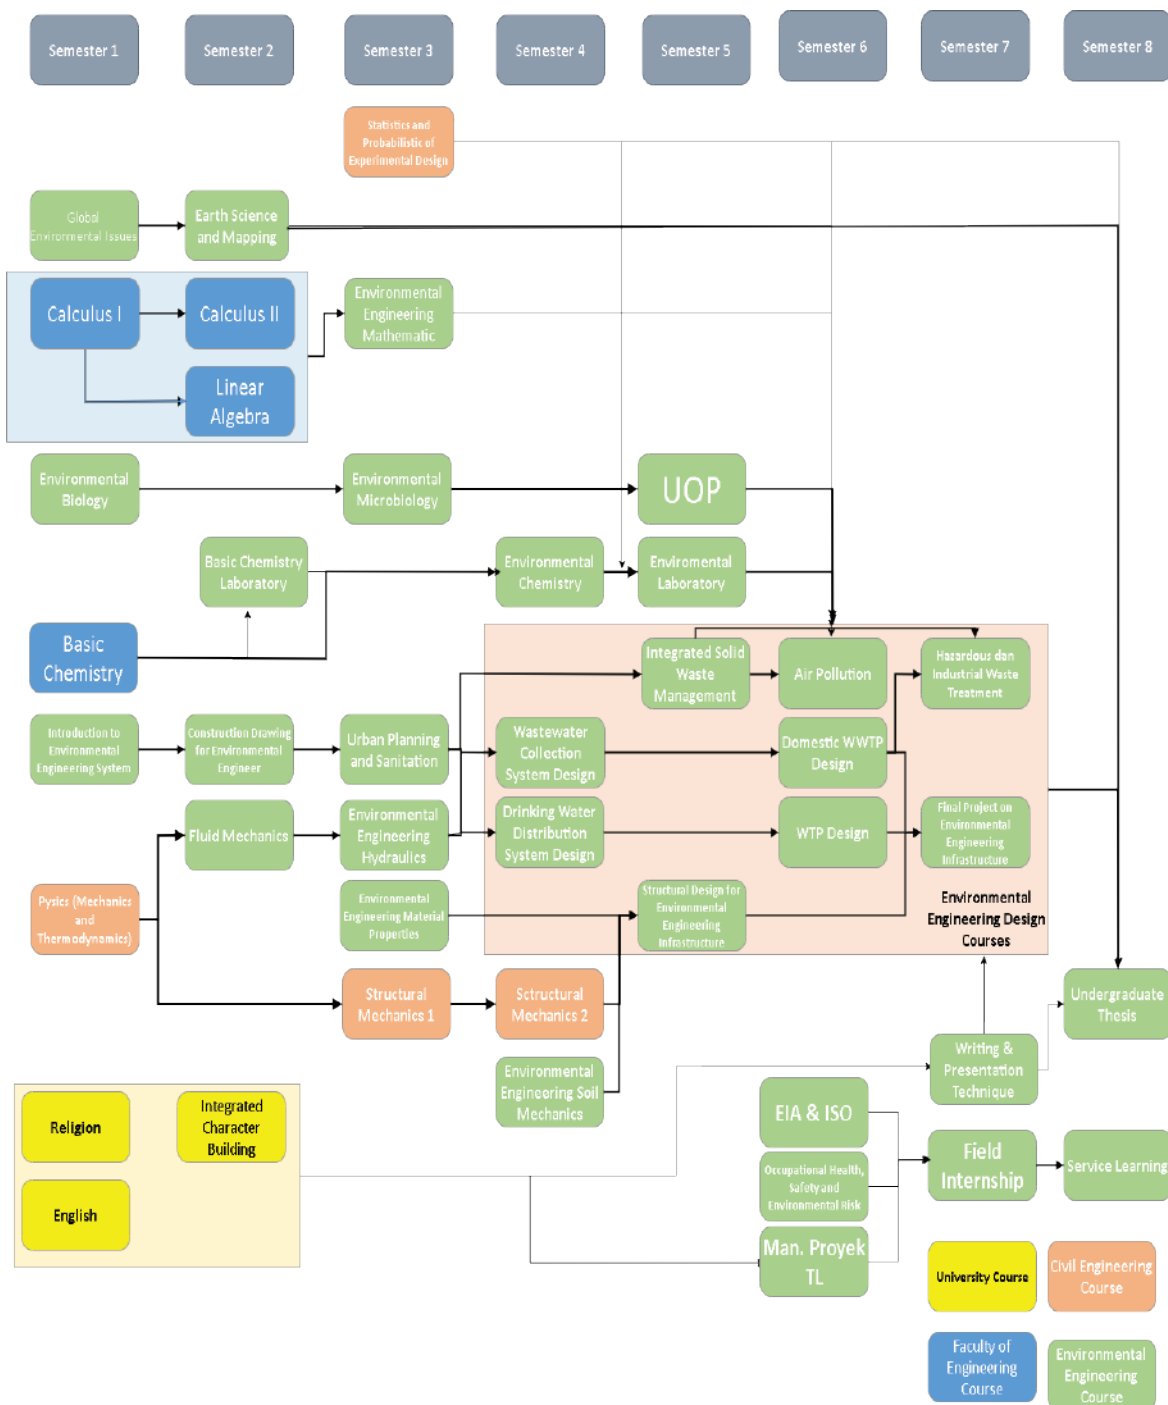 Semester 1
Semester 2
Semester 3
Semester 4
Semester 5
Semester 6
Semester 7
Semester 8
Statistics and
Probabilistic of
Experimental Design
Global
Environmental Issues
Earth Science
and Mapping
Calculus I
Calculus II
Environmental
Engineering
Mathematic
Linear
Algebra
Environmental
Biology
Environmental
Microbiology
UOP
Basic Chemistry
Laboratory
Environmental
Chemistry
Enviromental
Laboratory
Basic
Chemistry
Integrated Solid
Waste
Management
Air Pollution
Hazardous dan
Industrial Waste
Treatment
Introduction to
Environmental
Engineering System
Construction Drawing
for Environmental
Engineer
Urban Planning
and Sanitation
Wastewater
Collection
System Design
Domestic WWTP
Design
Fluid Mechanics
Environmental
Engineering
Hydraulics
Drinking Water
Distribution
System Design
WTP Design
Final Project on
Environmental
Engineering
Infrastructure
Pysics (Mechanics
and
Thermodynamics)
Environmental
Engineering Material
Properties
Structural Design for
Environmental
Engineering
Infrastructure
Environmental
Engineering Design
Courses
Structural
Mechanics 1
Sctructural
Mechanics 2
Undergraduate
Thesis
Environmental
Engineering Soil
Mechanics
Writing &
Presentation
Technique
Religion
Integrated
Character
Building
EIA & ISO
English
Occupational Health,
Safety and
Environmental Risk
Field
Internship
Service Learning
Man. Proyek
TL
University Course
Civil Engineering
Course
Faculty of
Engineering
Course
Environmental
Engineering
Course